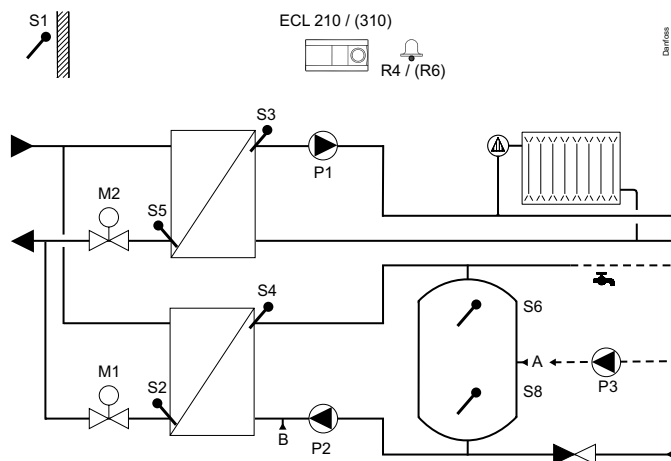 S1
ECL 210 / (310)
R4 / (R6)
Danfoss
S3
P1
M2
S5
S4
S6
A
P3
S8
M1
S2
B
P2